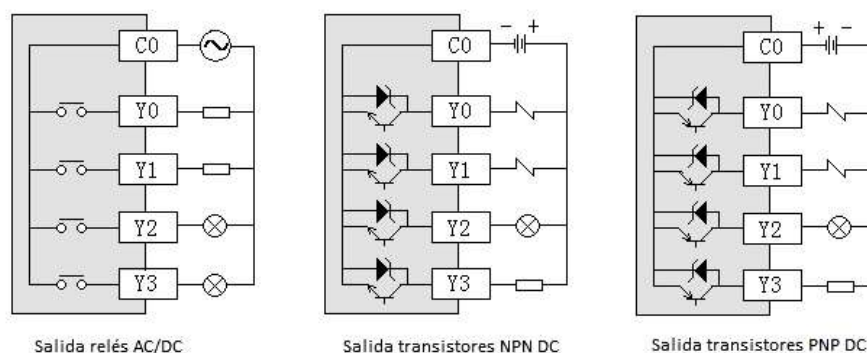 C0
Y0
Y1
Y2
Y3
Salida relés AC/DC
- +
C0
Y0
Y1
Y2
Y3
Salida transistores NPN DC
+ -
C0
Y0
Y1
Y2
Y3
Salida transistores PNP DC